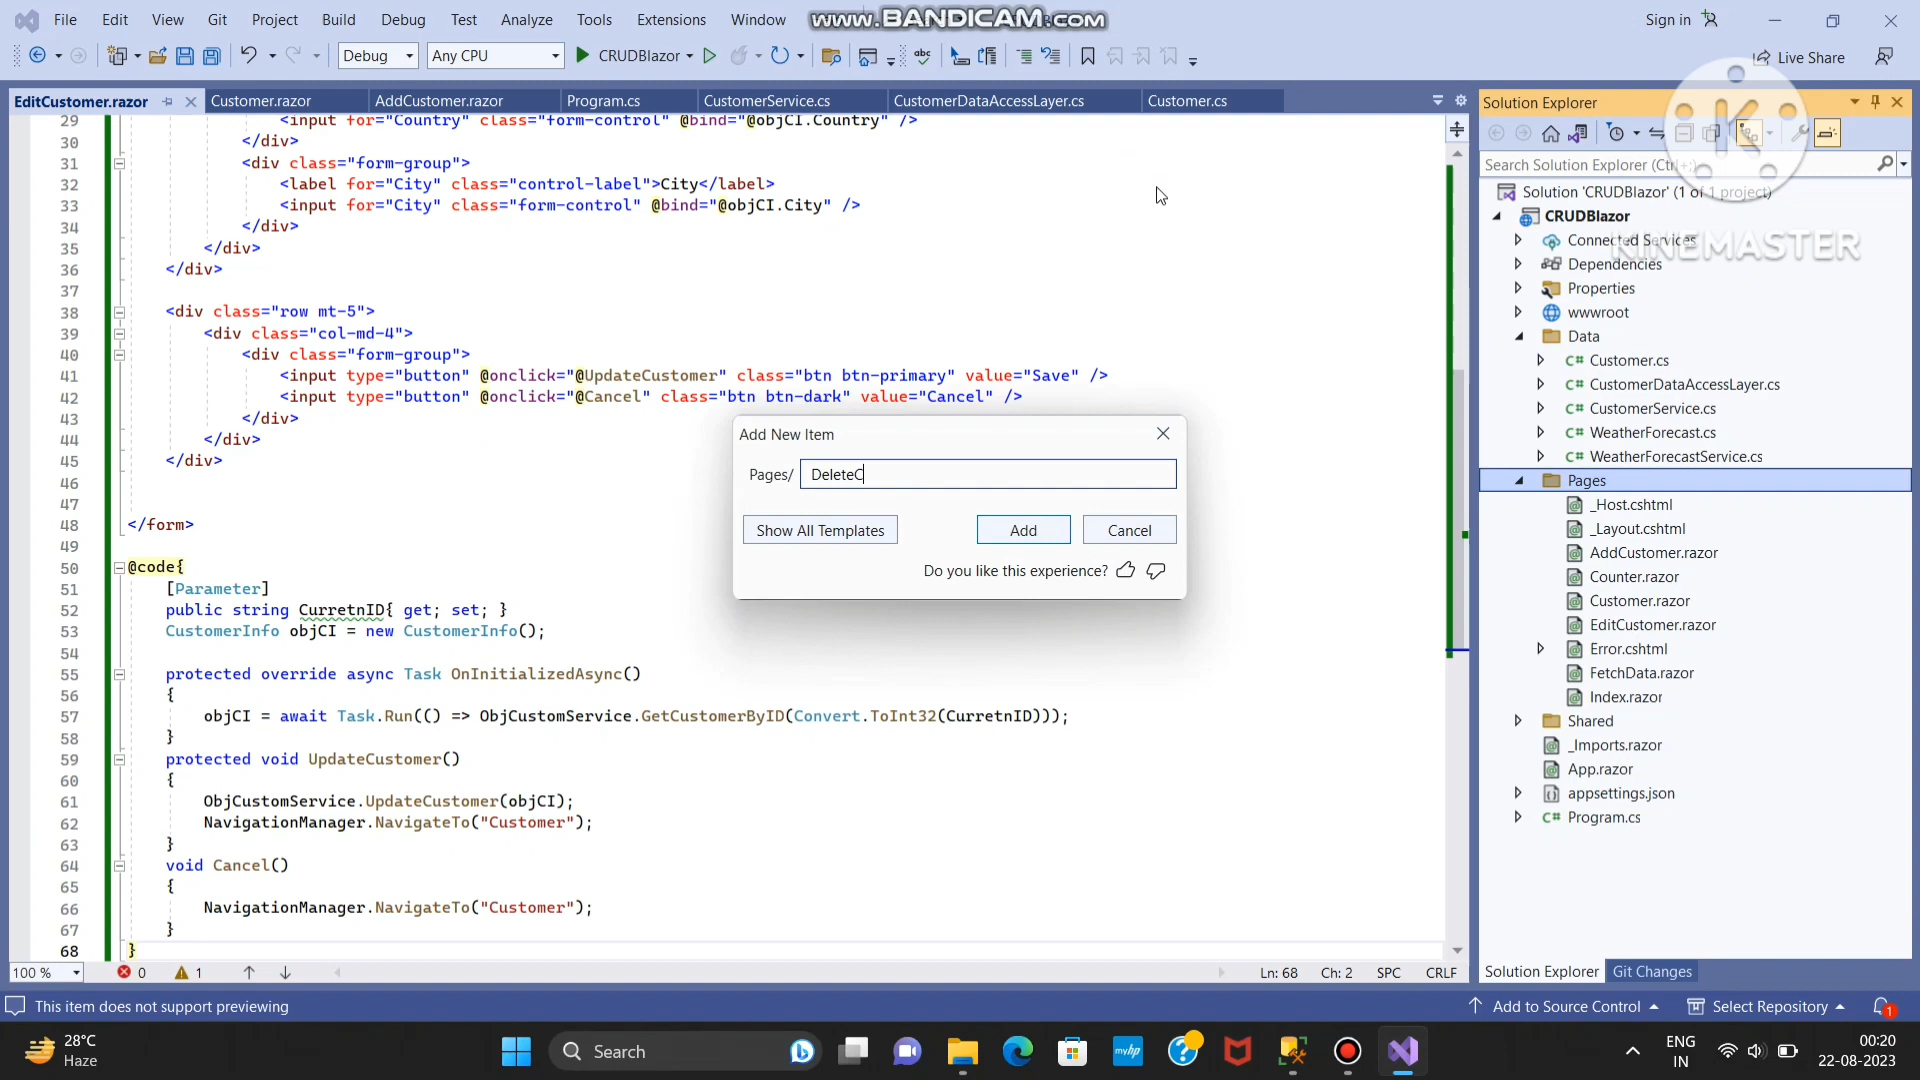 File Edit View Git Project Build Debug Test Analyze Tools Extensions Window
www.BANDICAM.com
Sign in
Debug Any CPU CRUDBlazor abc Live Share
EditCustomer.razor Customer.razor AddCustomer.razor Program.cs CustomerService.cs CustomerDataAccessLayer.cs Customer.cs
29 <input for="Country" class="form-control" @bind="@objCI.Country" />
30 </div>
31 <div class="form-group">
32 <label for="City" class="control-label">City</label>
33 <input for="City" class="form-control" @bind="@objCI.City" />
34 </div>
35 </div>
36 </div>
37
38 <div class="row mt-5">
39 <div class="col-md-4">
40 <div class="form-group">
41 <input type="button" @onclick="@UpdateCustomer" class="btn btn-primary" value="Save" />
42 <input type="button" @onclick="@Cancel" class="btn btn-dark" value="Cancel" />
43 </div>
44 </div>
45 </div>
46
47
48 </form>
49
50 @code{
51 [Parameter]
52 public string CurretnID{ get; set; }
53 CustomerInfo objCI = new CustomerInfo();
54
55 protected override async Task OnInitializedAsync()
56 {
57 objCI = await Task.Run(() => ObjCustomService.GetCustomerByID(Convert.ToInt32(CurretnID)));
58 }
59 protected void UpdateCustomer()
60 {
61 ObjCustomService.UpdateCustomer(objCI);
62 NavigationManager.NavigateTo("Customer");
63 }
64 void Cancel()
65 {
66 NavigationManager.NavigateTo("Customer");
67 }
68 }
Add New Item
Pages/ DeleteC
Show All Templates Add Cancel
Do you like this experience?
Solution Explorer
K
KINEMASTER
Search Solution Explorer (Ctrl+;)
Solution 'CRUDBlazor' (1 of 1 project)
CRUDBlazor
Connected Services
Dependencies
Properties
wwwroot
Data
C# Customer.cs
C# CustomerDataAccessLayer.cs
C# CustomerService.cs
C# WeatherForecast.cs
C# WeatherForecastService.cs
Pages
_Host.cshtml
_Layout.cshtml
AddCustomer.razor
Counter.razor
Customer.razor
EditCustomer.razor
Error.cshtml
FetchData.razor
Index.razor
Shared
_Imports.razor
App.razor
appsettings.json
C# Program.cs
100 % 0 1 Ln: 68 Ch: 2 SPC CRLF
Solution Explorer Git Changes
This item does not support previewing Add to Source Control Select Repository 1
28°C
Haze
Search
myhp
ENG
IN
00:20
22-08-2023